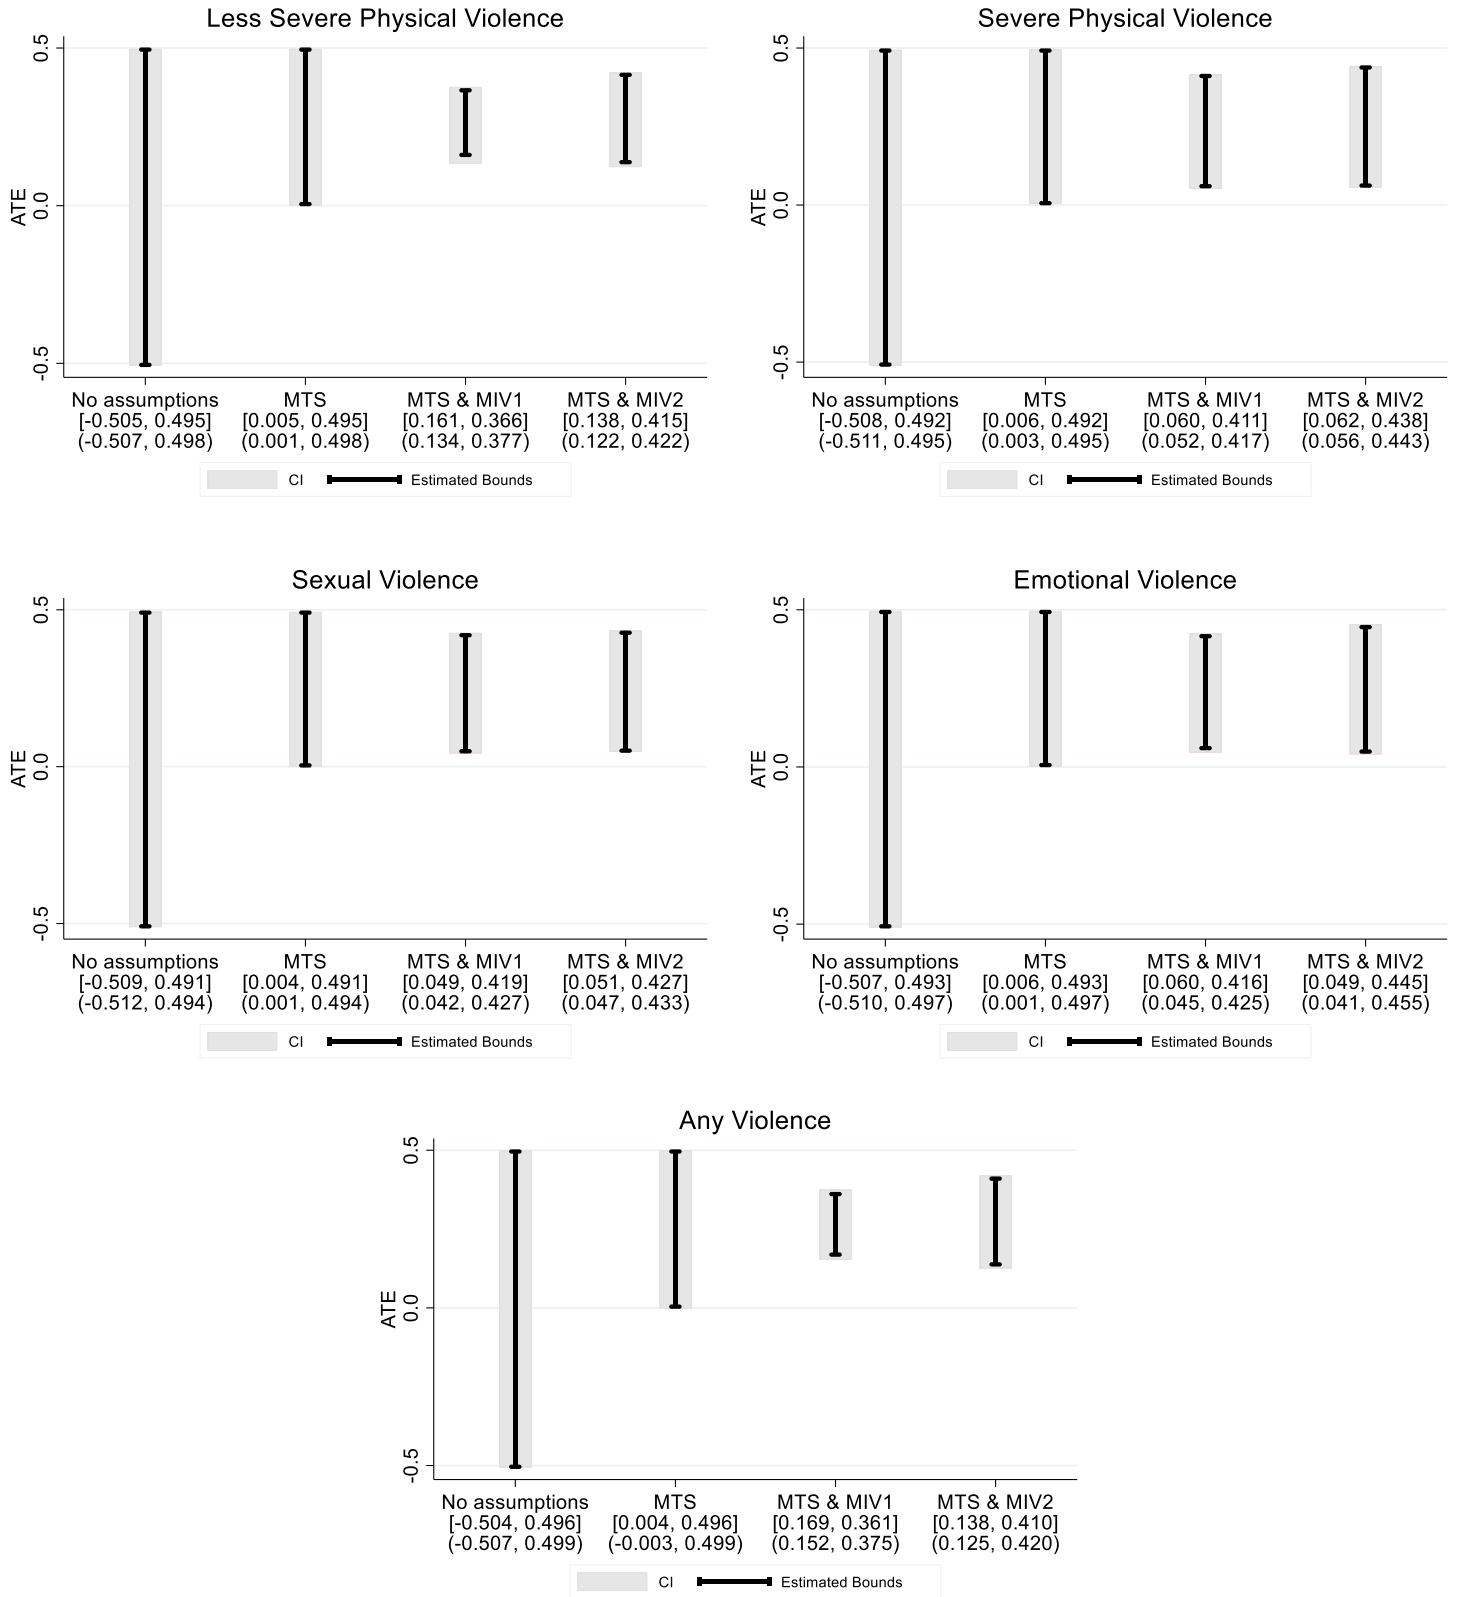 Less Severe Physical Violence
ATE
0.5
0.0
-0.5
No assumptions MTS MTS & MIV1 MTS & MIV2
[-0.505, 0.495] [0.005, 0.495] [0.161, 0.366] [0.138, 0.415]
(-0.507, 0.498) (0.001, 0.498) (0.134, 0.377) (0.122, 0.422)
CI Estimated Bounds
Severe Physical Violence
ATE
0.5
0.0
-0.5
No assumptions MTS MTS & MIV1 MTS & MIV2
[-0.508, 0.492] [0.006, 0.492] [0.060, 0.411] [0.062, 0.438]
(-0.511, 0.495) (0.003, 0.495) (0.052, 0.417) (0.056, 0.443)
CI Estimated Bounds
Sexual Violence
ATE
0.5
0.0
-0.5
No assumptions MTS MTS & MIV1 MTS & MIV2
[-0.509, 0.491] [0.004, 0.491] [0.049, 0.419] [0.051, 0.427]
(-0.512, 0.494) (0.001, 0.494) (0.042, 0.427) (0.047, 0.433)
CI Estimated Bounds
Emotional Violence
ATE
0.5
0.0
-0.5
No assumptions MTS MTS & MIV1 MTS & MIV2
[-0.507, 0.493] [0.006, 0.493] [0.060, 0.416] [0.049, 0.445]
(-0.510, 0.497) (0.001, 0.497) (0.045, 0.425) (0.041, 0.455)
CI Estimated Bounds
Any Violence
ATE
0.5
0.0
-0.5
No assumptions MTS MTS & MIV1 MTS & MIV2
[-0.504, 0.496] [0.004, 0.496] [0.169, 0.361] [0.138, 0.410]
(-0.507, 0.499) (-0.003, 0.499) (0.152, 0.375) (0.125, 0.420)
CI Estimated Bounds